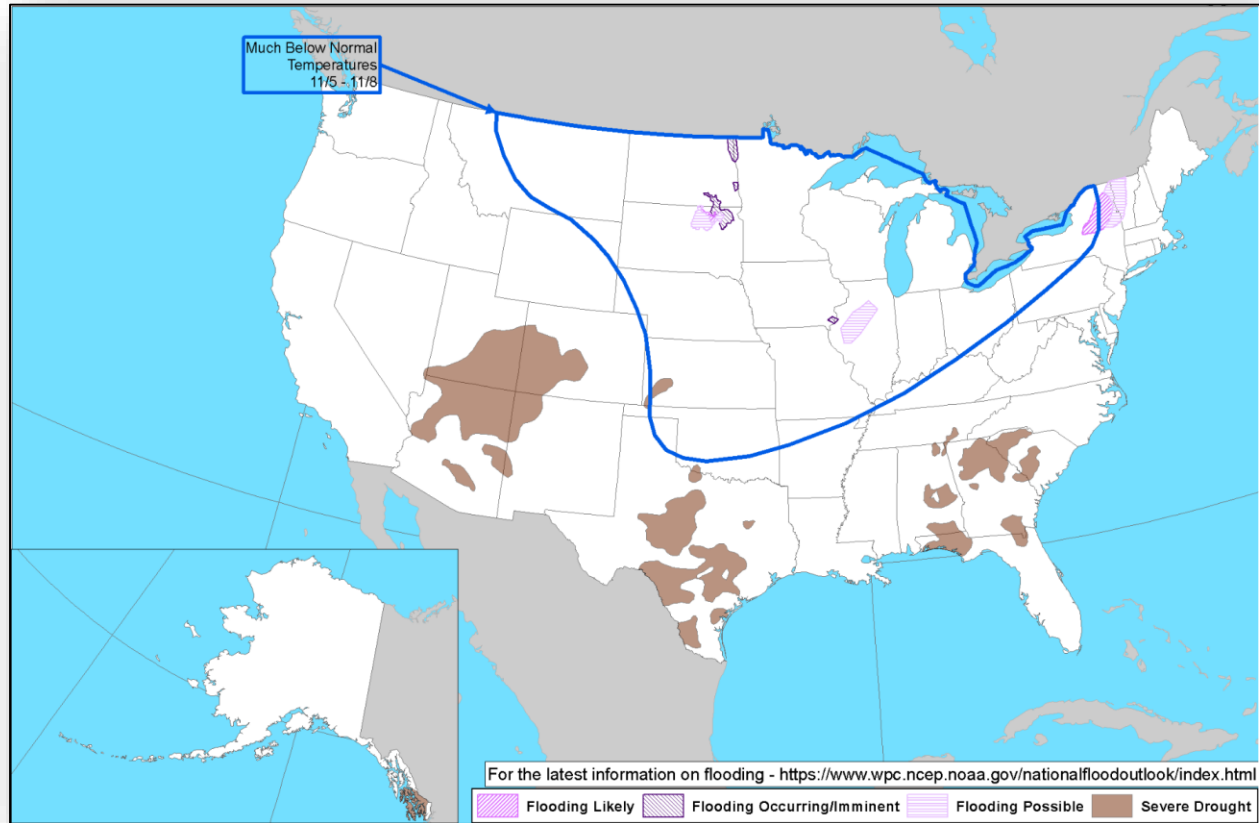 Much Below Normal
Temperatures
11/5 - 11/8
For the latest information on flooding - https://www.wpc.ncep.noaa.gov/nationalfloodoutlook/index.html
Flooding Likely Flooding Occurring/Imminent Flooding Possible Severe Drought